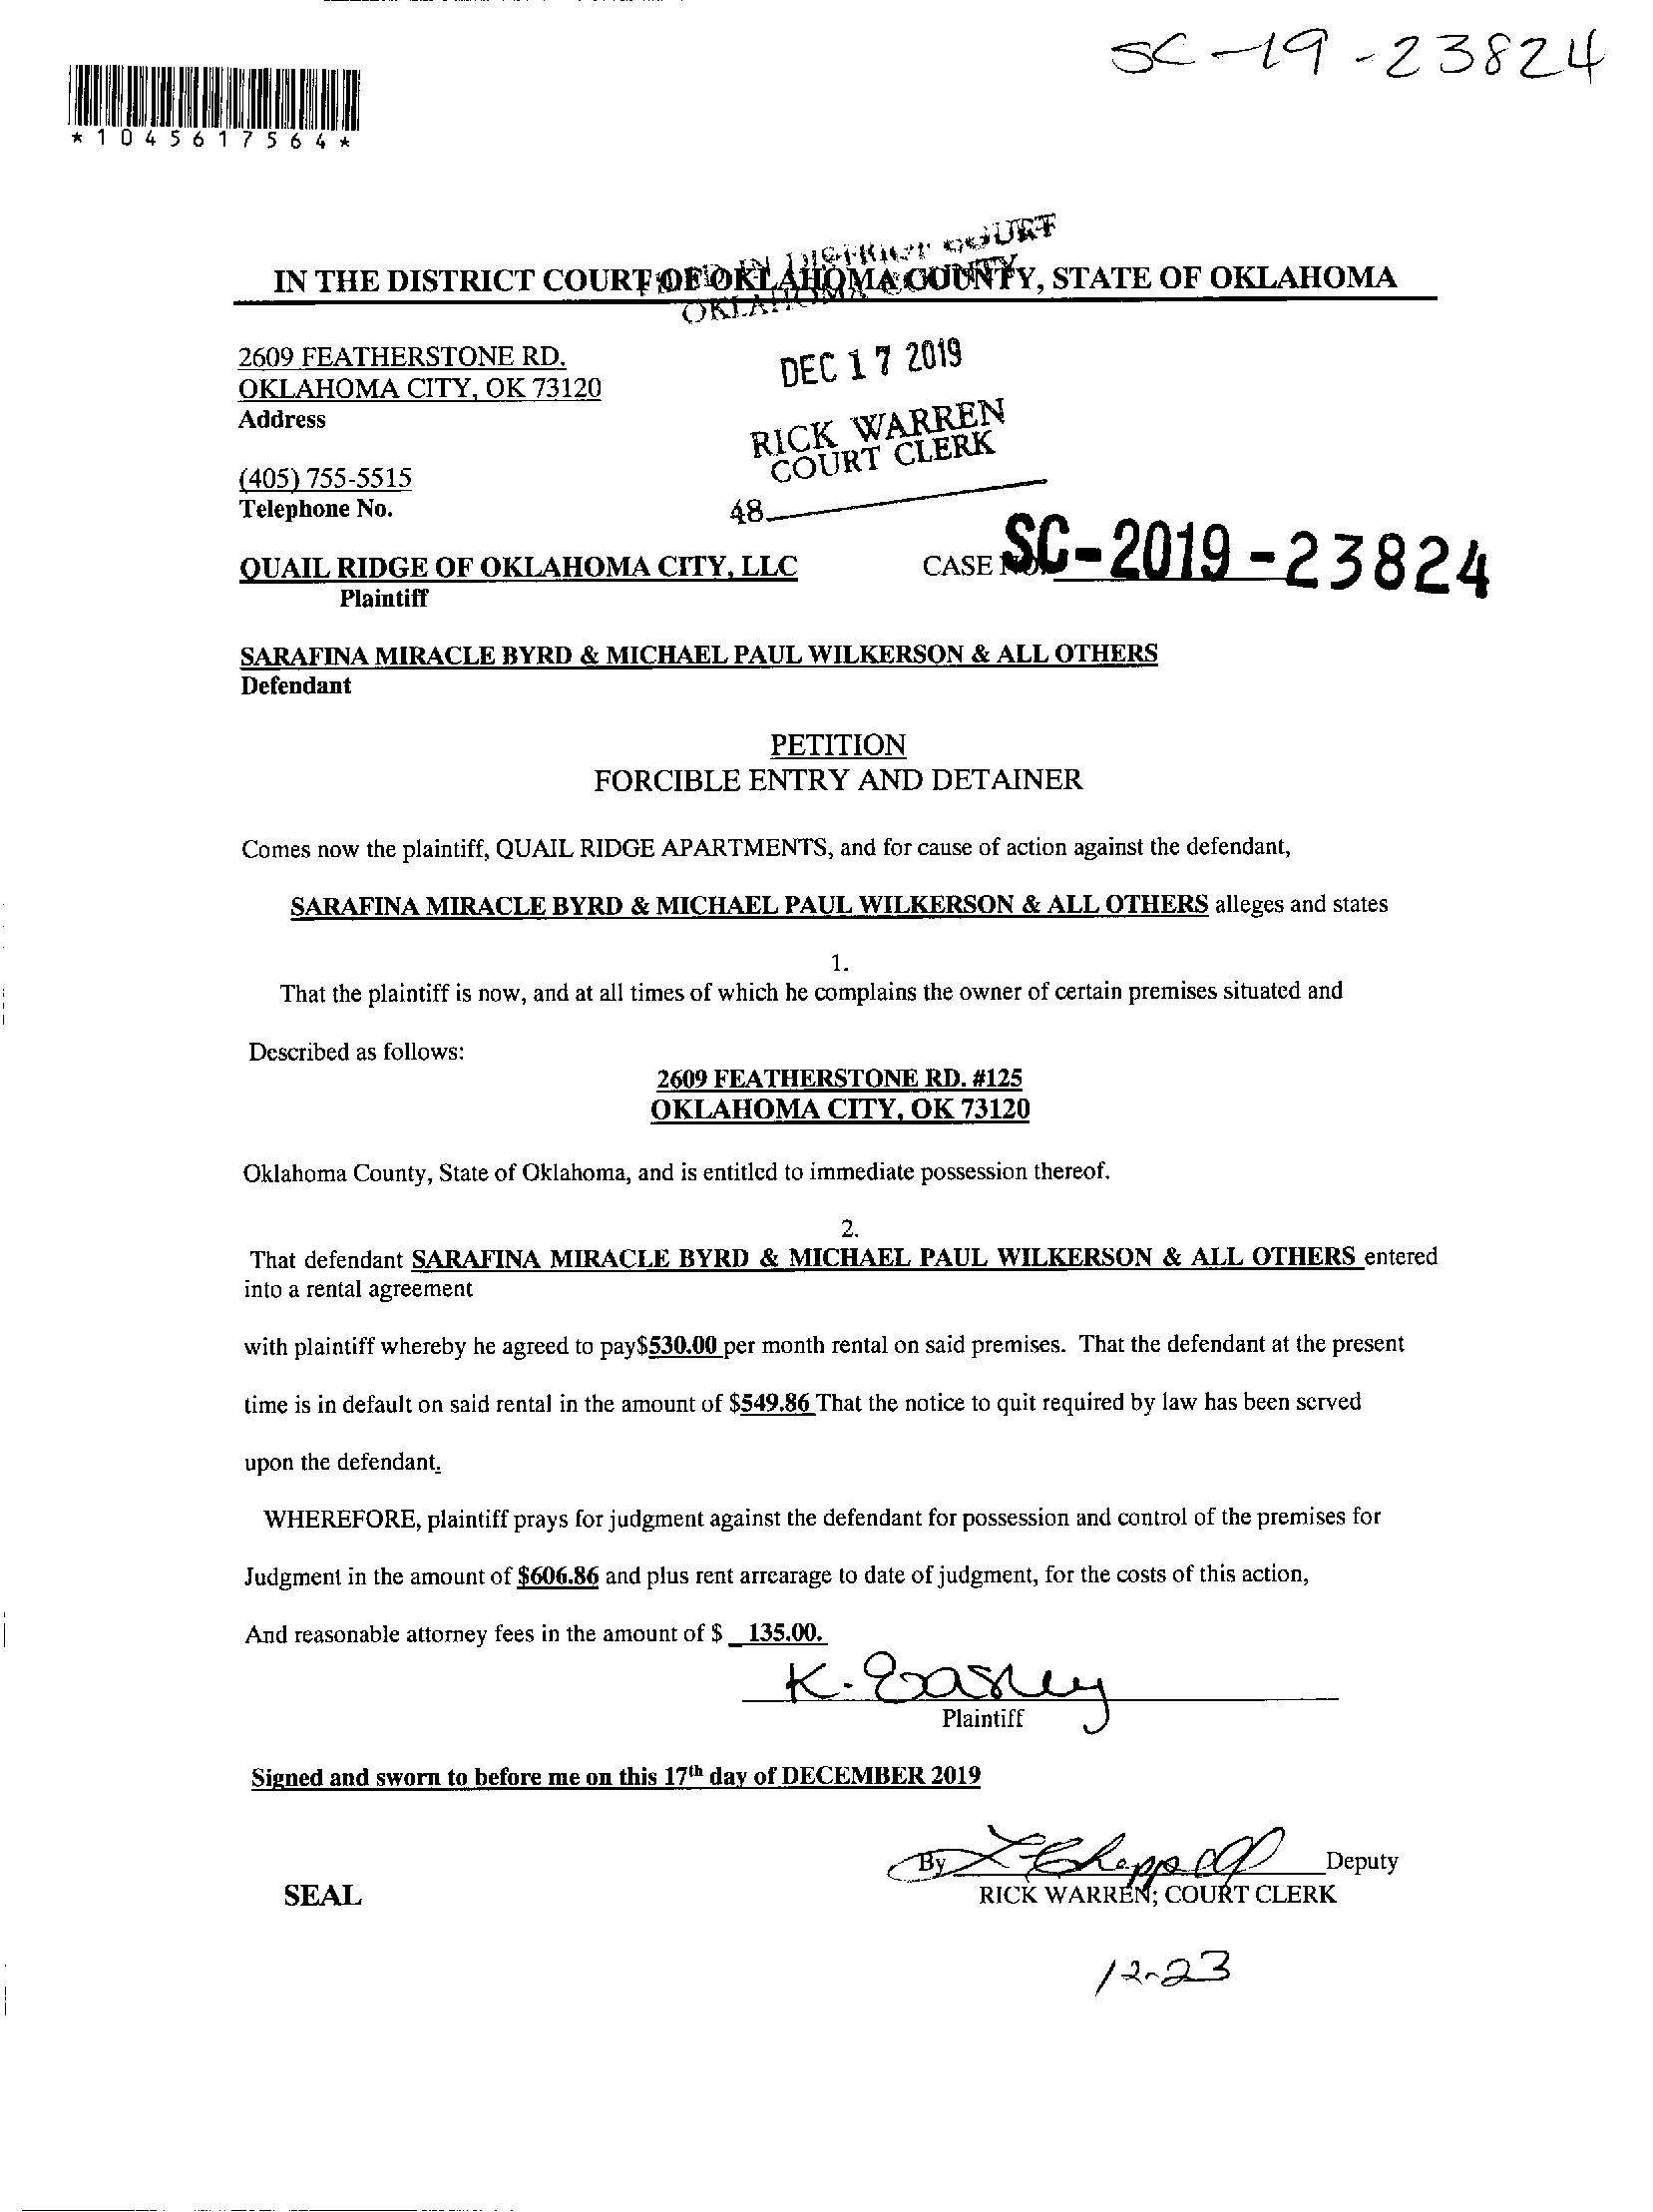 SC-19-23824
*1045617564*
IN DISTRICT COURT
IN THE DISTRICT COURT OF OKLAHOMA COUNTY, STATE OF OKLAHOMA
OKLAHOMA COUNTY
2609 FEATHERSTONE RD.
OKLAHOMA CITY, OK 73120
Address
DEC 17 2019
RICK WARREN
COURT CLERK
(405) 755-5515
Telephone No.
48
QUAIL RIDGE OF OKLAHOMA CITY, LLC
CASE NO. SC-2019-23824
Plaintiff
SARAFINA MIRACLE BYRD & MICHAEL PAUL WILKERSON & ALL OTHERS
Defendant
PETITION
FORCIBLE ENTRY AND DETAINER
Comes now the plaintiff, QUAIL RIDGE APARTMENTS, and for cause of action against the defendant,
SARAFINA MIRACLE BYRD & MICHAEL PAUL WILKERSON & ALL OTHERS alleges and states
1.
That the plaintiff is now, and at all times of which he complains the owner of certain premises situated and
Described as follows:
2609 FEATHERSTONE RD. #125
OKLAHOMA CITY, OK 73120
Oklahoma County, State of Oklahoma, and is entitled to immediate possession thereof.
2.
That defendant SARAFINA MIRACLE BYRD & MICHAEL PAUL WILKERSON & ALL OTHERS entered
into a rental agreement
with plaintiff whereby he agreed to pay$530.00 per month rental on said premises. That the defendant at the present
time is in default on said rental in the amount of $549.86 That the notice to quit required by law has been served
upon the defendant.
WHEREFORE, plaintiff prays for judgment against the defendant for possession and control of the premises for
Judgment in the amount of $606.86 and plus rent arrearage to date of judgment, for the costs of this action,
And reasonable attorney fees in the amount of $ 135.00.
K. Easley
Plaintiff
Signed and sworn to before me on this 17th day of DECEMBER 2019
By Deputy
SEAL
RICK WARREN; COURT CLERK
12-23